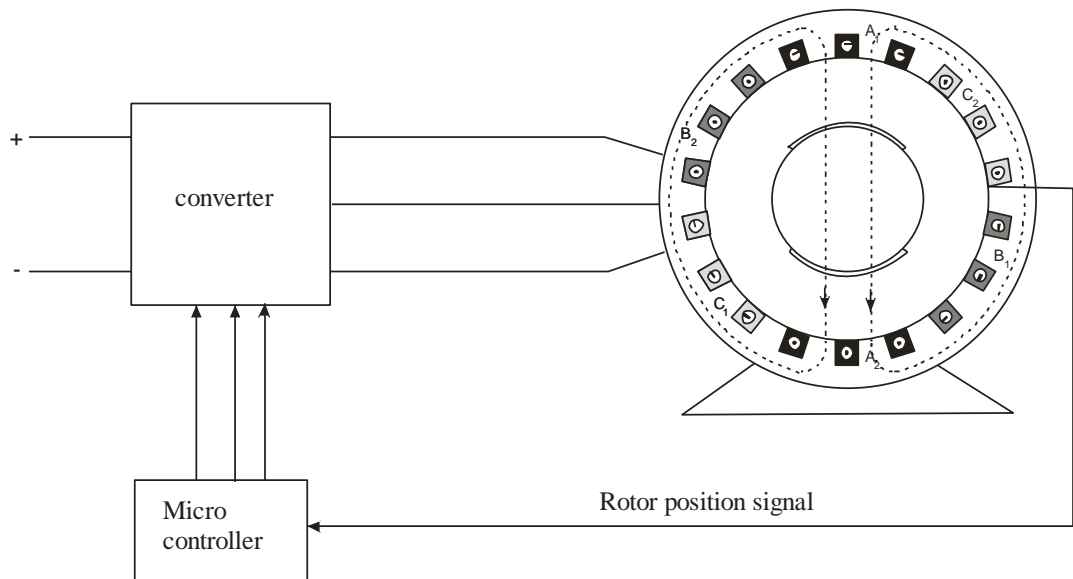 A₁
C₂
+
B₂
converter
B₁
-
C₁
A₂
Rotor position signal
Micro
controller